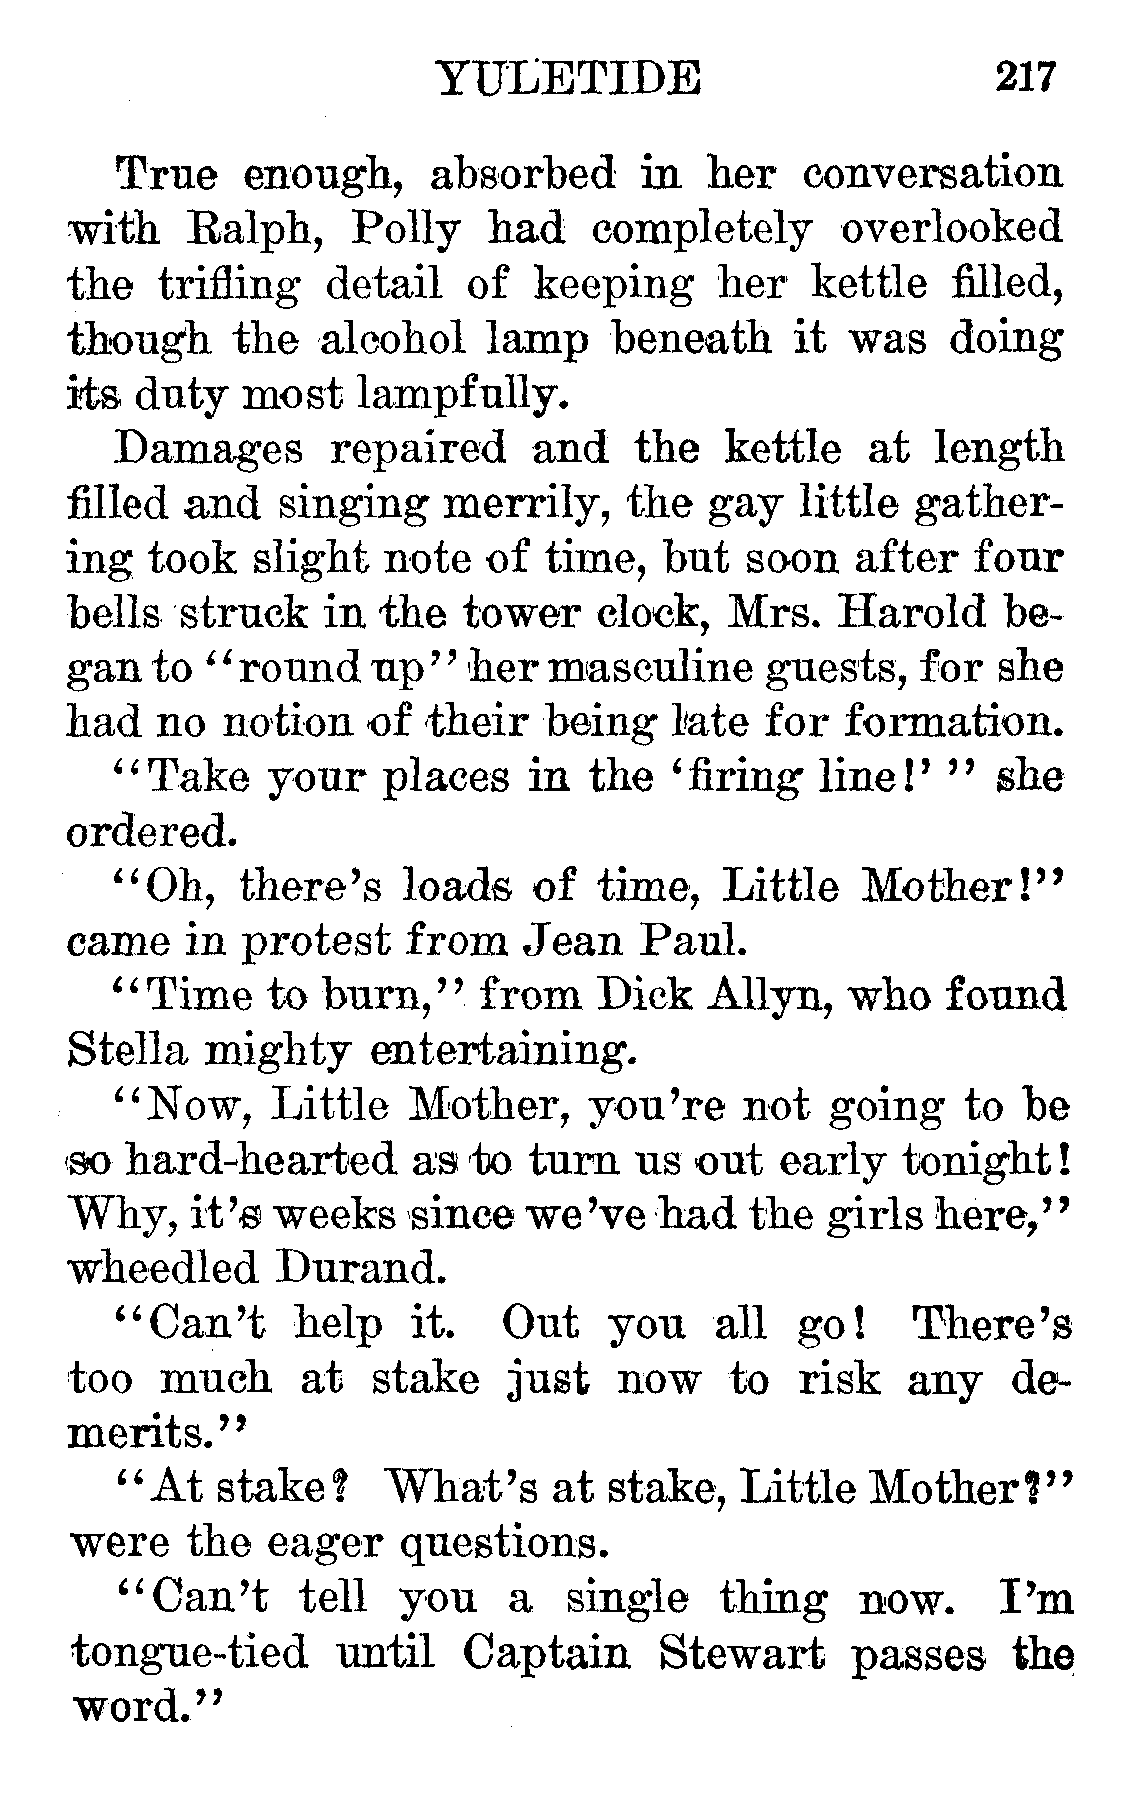 YULETIDE 217
True enough, absorbed in her conversation
with Ralph, Polly had completely overlooked
the trifling detail of keeping her kettle filled,
though the alcohol lamp beneath it was doing
its duty most lampfully.
Damages repaired and the kettle at length
filled and singing merrily, the gay little gather-
ing took slight note of time, but soon after four
bells struck in the tower clock, Mrs. Harold be-
gan to “round up” her masculine guests, for she
had no notion of their being late for formation.
“Take your places in the ‘firing line!’ ” she
ordered.
“Oh, there’s loads of time, Little Mother!”
came in protest from Jean Paul.
“Time to burn,” from Dick Allyn, who found
Stella mighty entertaining.
“Now, Little Mother, you’re not going to be
so hard-hearted as to turn us out early tonight!
Why, it’s weeks since we’ve had the girls here,”
wheedled Durand.
“Can’t help it. Out you all go! There’s
too much at stake just now to risk any de-
merits.”
“At stake? What’s at stake, Little Mother?”
were the eager questions.
“Can’t tell you a single thing now. I’m
tongue-tied until Captain Stewart passes the
word.”